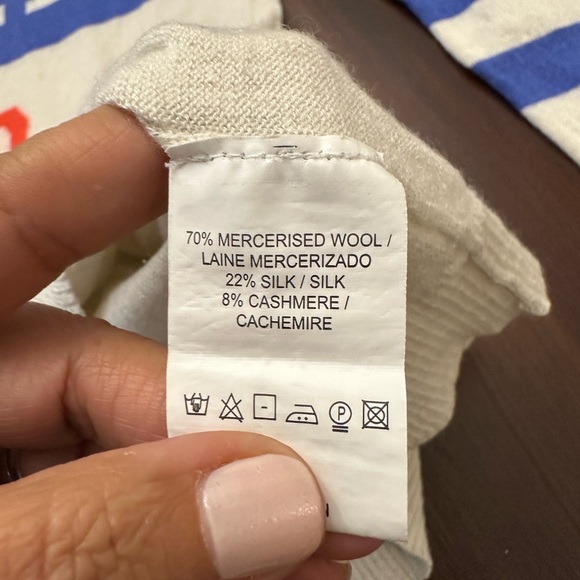 70% MERCERISED WOOL /
LAINE MERCERIZADO
22% SILK / SILK
8% CASHMERE /
CACHEMIRE
P